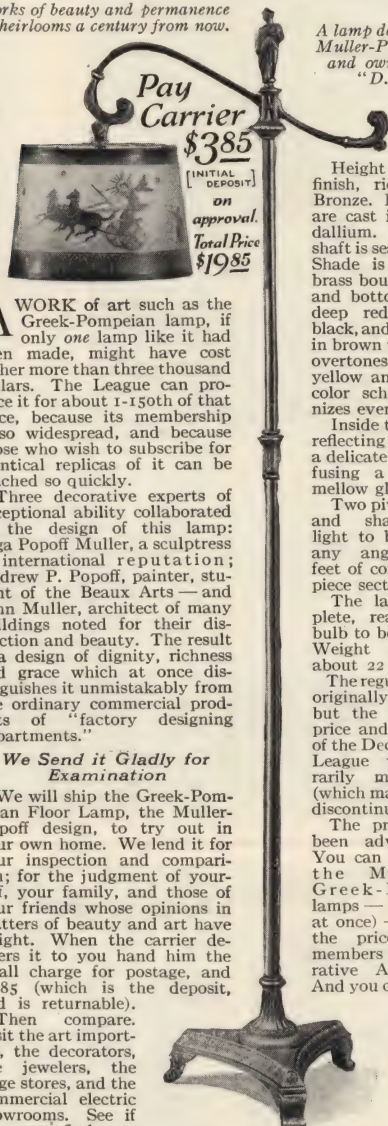 orks of beauty and permanence
heirlooms a century from now.
Pay
Carrier
$3.85
[INITIAL
DEPOSIT]
on
approval.
Total Price
$19.85
A WORK of art such as the
Greek-Pompeian lamp, if
only one lamp like it had
en made, might have cost
her more than three thousand
lars. The League can pro-
ce it for about 1-150th of that
ce, because its membership
so widespread, and because
ose who wish to subscribe for
entical replicas of it can be
ched so quickly.
Three decorative experts of
ceptional ability collaborated
the design of this lamp:
ga Popoff Muller, a sculptress
international reputation;
drew P. Popoff, painter, stu-
nt of the Beaux Arts — and
nn Muller, architect of many
ildings noted for their dis-
ction and beauty. The result
a design of dignity, richness
d grace which at once dis-
guishes it unmistakably from
e ordinary commercial prod-
ts of "factory designing
partments."
We Send it Gladly for
Examination
We will ship the Greek-Pom-
an Floor Lamp, the Muller-
poff design, to try out in
ur own home. We lend it for
ur inspection and compari-
n; for the judgment of your-
f, your family, and those of
ur friends whose opinions in
tters of beauty and art have
ight. When the carrier de-
ers it to you hand him the
all charge for postage, and
85 (which is the deposit,
d is returnable).
Then compare.
sit the art import-
, the decorators,
e jewelers, the
ge stores, and the
mmercial electric
owrooms. See if
A lamp de
Muller-P
and own
"D.
Height
finish, ri
Bronze. 
are cast i
dallium.
shaft is se
Shade is
brass bou
and botto
deep red
black, and
in brown
overtones
yellow an
color sch
nizes ever
Inside t
reflecting
a delicate
fusing a
mellow gl
Two pi
and sha
light to b
any ang
feet of co
piece sect
The la
plete, rea
bulb to be
Weight
about 22
The regu
originally
but the
price and
of the Dec
League
rarily m
(which ma
discontinu
The pr
been adv
You can
the M
Greek-
lamps —
at once) -
the pric
members
rative A
And you o